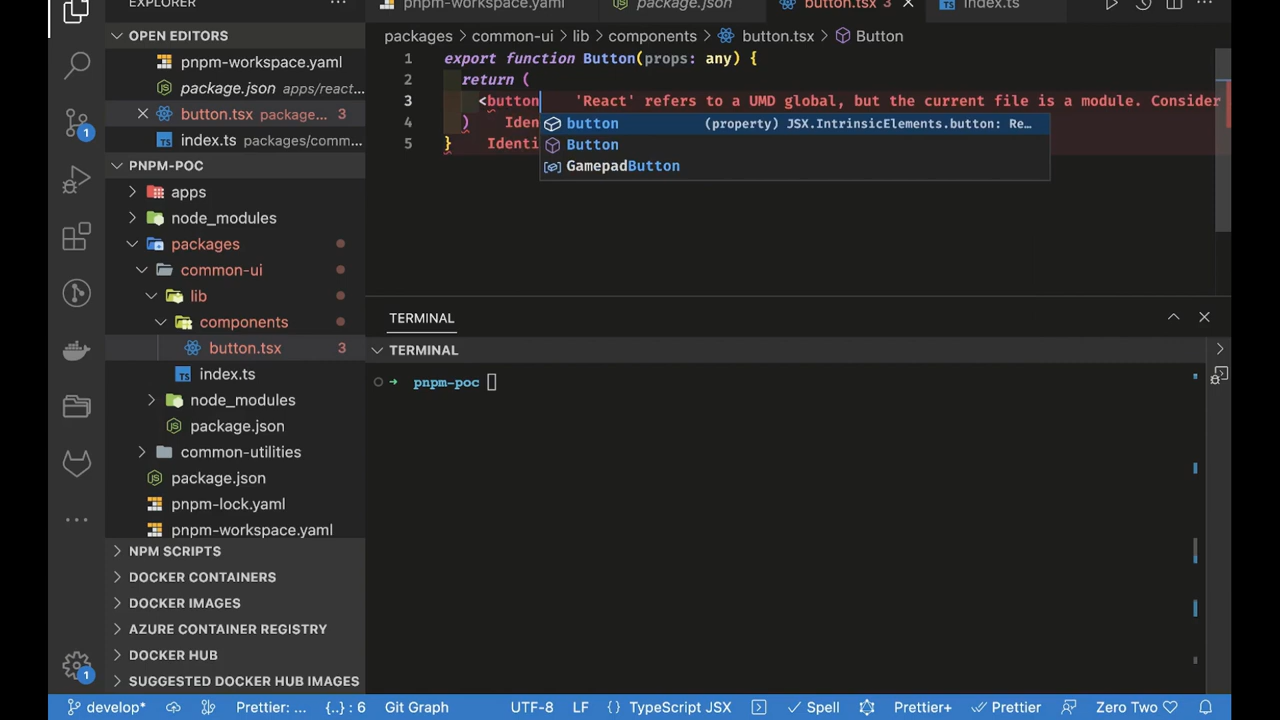 EXPLORER
OPEN EDITORS
pnpm-workspace.yaml
package.json apps/react...
button.tsx package... 3
index.ts packages/comm...
PNPM-POC
apps
node_modules
packages
common-ui
lib
components
button.tsx 3
index.ts
node_modules
package.json
common-utilities
package.json
pnpm-lock.yaml
pnpm-workspace.yaml
NPM SCRIPTS
DOCKER CONTAINERS
DOCKER IMAGES
AZURE CONTAINER REGISTRY
DOCKER HUB
SUGGESTED DOCKER HUB IMAGES
1
1
pnpm-workspace.yaml package.json button.tsx 3 index.ts
packages > common-ui > lib > components > button.tsx > Button
1 export function Button(props: any) {
2 return (
3 <button 'React' refers to a UMD global, but the current file is a module. Consider
4 ) Iden
5 } Identi
button (property) JSX.IntrinsicElements.button: Re...
Button
GamepadButton
TERMINAL
TERMINAL
pnpm-poc
develop* Prettier: ... {..} : 6 Git Graph UTF-8 LF {} TypeScript JSX Spell Prettier+ Prettier Zero Two